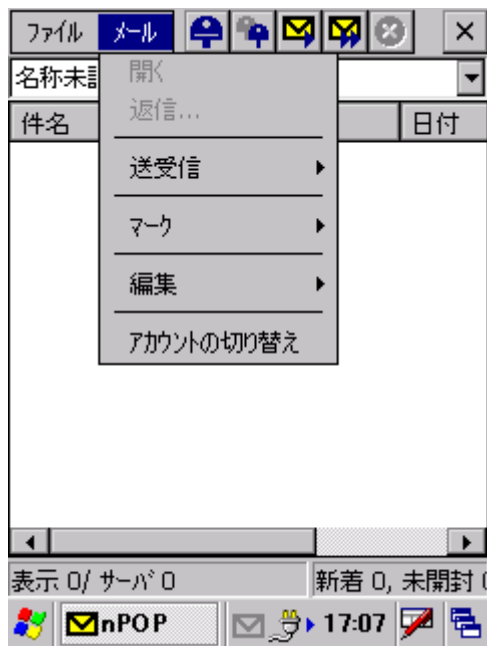 ファイル メール
名称未
開く
件名 日付
返信...
送受信
マーク
編集
アカウントの切り替え
表示 0/ サーバ 0 新着 0, 未開封
nPOP 17:07